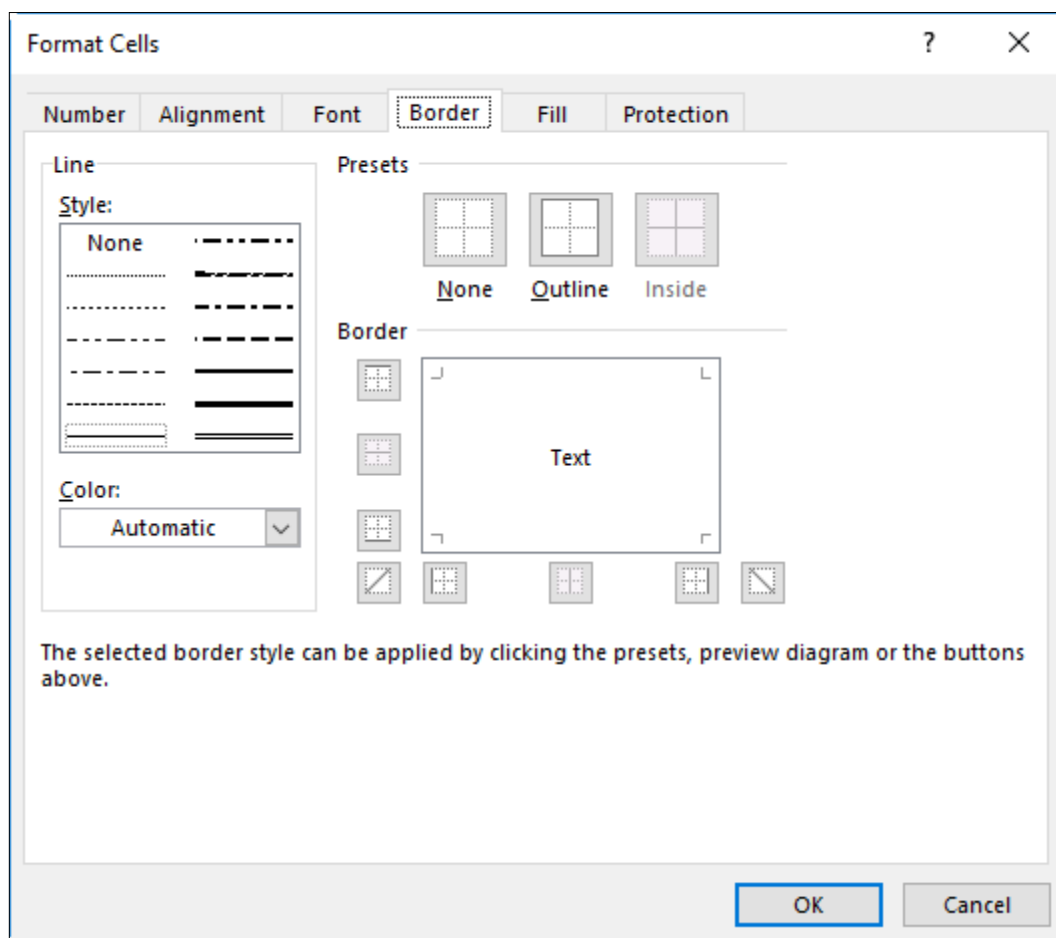 Format Cells ?
Number Alignment Font Border Fill Protection
Line
Style:
None
Color:
Automatic
Presets
None Outline Inside
Border
Text
The selected border style can be applied by clicking the presets, preview diagram or the buttons
above.
OK Cancel